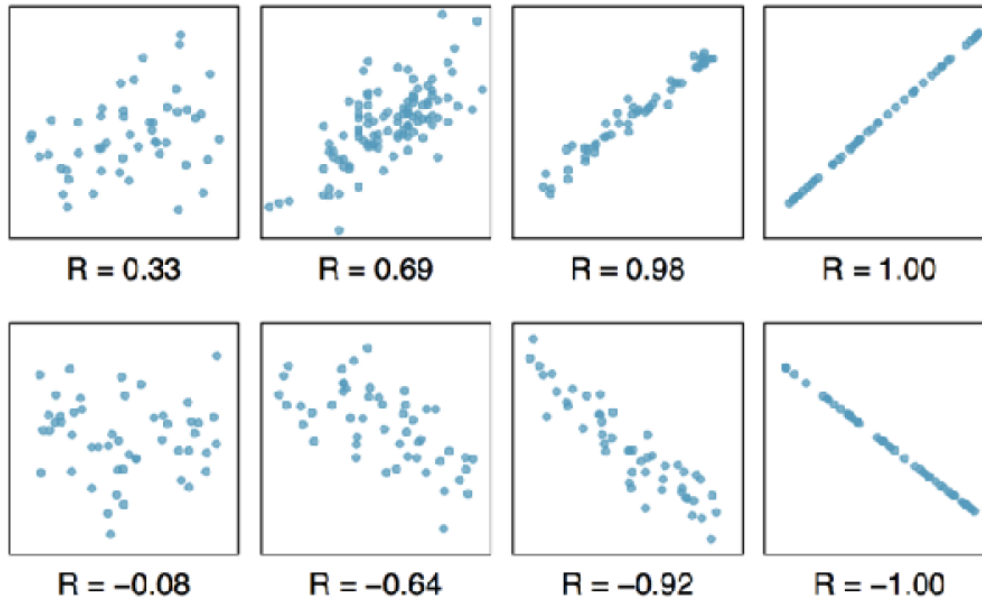 R = 0.33
R = 0.69
R = 0.98
R = 1.00
R = −0.08
R = −0.64
R = −0.92
R = −1.00